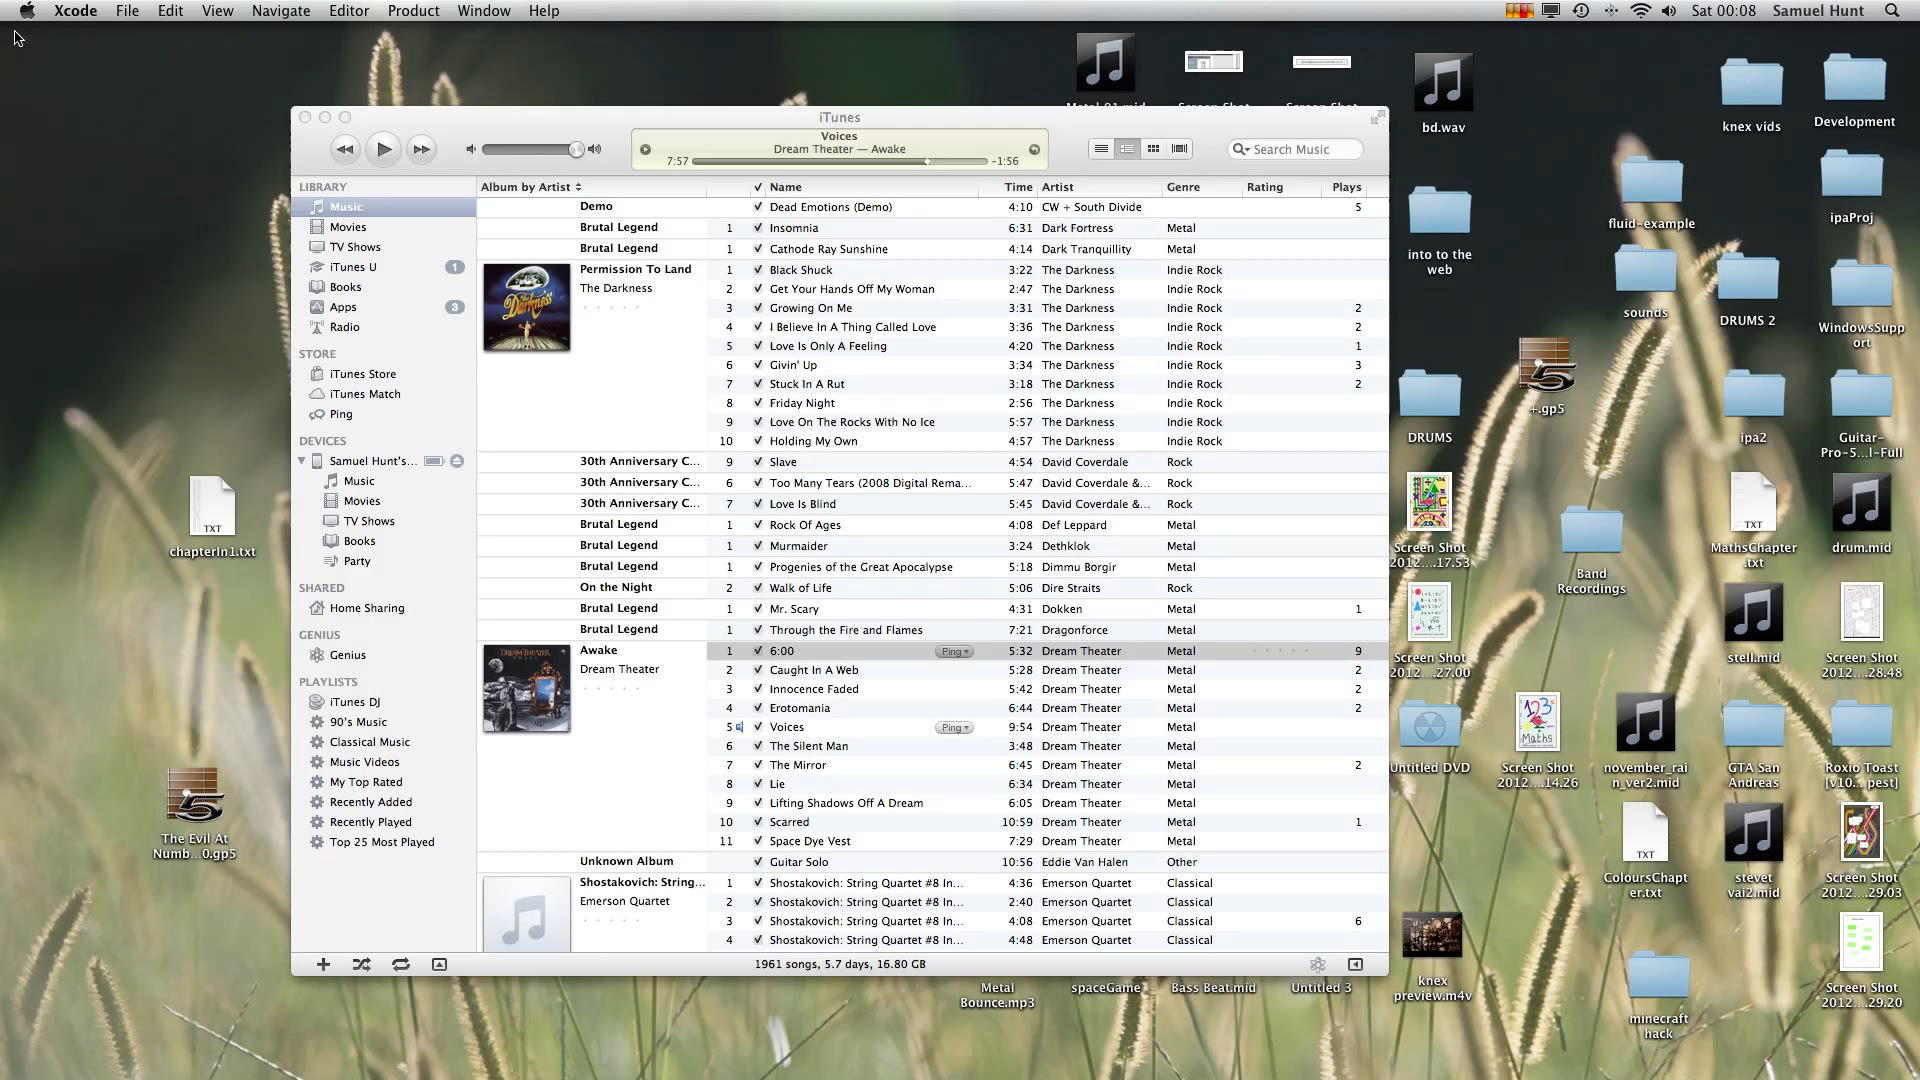 Xcode File Edit View Navigate Editor Product Window Help
Sat 00:08 Samuel Hunt
iTunes
Voices
Dream Theater — Awake
7:57 -1:56
Search Music
LIBRARY
Music
Movies
TV Shows
iTunes U 1
Books
Apps 3
Radio
STORE
iTunes Store
iTunes Match
Ping
DEVICES
Samuel Hunt's...
Music
Movies
TV Shows
Books
Party
SHARED
Home Sharing
GENIUS
Genius
PLAYLISTS
iTunes DJ
90's Music
Classical Music
Music Videos
My Top Rated
Recently Added
Recently Played
Top 25 Most Played
Album by Artist Name Time Artist Genre Rating Plays
Demo Dead Emotions (Demo) 4:10 CW + South Divide 5
Brutal Legend 1 Insomnia 6:31 Dark Fortress Metal
Brutal Legend 1 Cathode Ray Sunshine 4:14 Dark Tranquillity Metal
Permission To Land 1 Black Shuck 3:22 The Darkness Indie Rock
The Darkness 2 Get Your Hands Off My Woman 2:47 The Darkness Indie Rock
3 Growing On Me 3:31 The Darkness Indie Rock 2
4 I Believe In A Thing Called Love 3:36 The Darkness Indie Rock 2
5 Love Is Only A Feeling 4:20 The Darkness Indie Rock 1
6 Givin' Up 3:34 The Darkness Indie Rock 3
7 Stuck In A Rut 3:18 The Darkness Indie Rock 2
8 Friday Night 2:56 The Darkness Indie Rock
9 Love On The Rocks With No Ice 5:57 The Darkness Indie Rock
10 Holding My Own 4:57 The Darkness Indie Rock
30th Anniversary C... 9 Slave 4:54 David Coverdale Rock
30th Anniversary C... 6 Too Many Tears (2008 Digital Rema... 5:47 David Coverdale &... Rock
30th Anniversary C... 7 Love Is Blind 5:45 David Coverdale &... Rock
Brutal Legend 1 Rock Of Ages 4:08 Def Leppard Metal
Brutal Legend 1 Murmaider 3:24 Dethklok Metal
Brutal Legend 1 Progenies of the Great Apocalypse 5:18 Dimmu Borgir Metal
On the Night 2 Walk of Life 5:06 Dire Straits Rock
Brutal Legend 1 Mr. Scary 4:31 Dokken Metal 1
Brutal Legend 1 Through the Fire and Flames 7:21 Dragonforce Metal
Awake 1 6:00 Ping 5:32 Dream Theater Metal 9
Dream Theater 2 Caught In A Web 5:28 Dream Theater Metal 2
3 Innocence Faded 5:42 Dream Theater Metal 2
4 Erotomania 6:44 Dream Theater Metal 2
5 Voices Ping 9:54 Dream Theater Metal
6 The Silent Man 3:48 Dream Theater Metal
7 The Mirror 6:45 Dream Theater Metal 2
8 Lie 6:34 Dream Theater Metal
9 Lifting Shadows Off A Dream 6:05 Dream Theater Metal
10 Scarred 10:59 Dream Theater Metal 1
11 Space Dye Vest 7:29 Dream Theater Metal
Unknown Album Guitar Solo 10:56 Eddie Van Halen Other
Shostakovich: String... 1 Shostakovich: String Quartet #8 In... 4:36 Emerson Quartet Classical
Emerson Quartet 2 Shostakovich: String Quartet #8 In... 2:40 Emerson Quartet Classical
3 Shostakovich: String Quartet #8 In... 4:08 Emerson Quartet Classical 6
4 Shostakovich: String Quartet #8 In... 4:48 Emerson Quartet Classical
1961 songs, 5.7 days, 16.80 GB
TXT
chapterIn1.txt
The Evil At
Numb...0.gp5
bd.wav
knex vids
Development
into to the
web
fluid-example
ipaProj
sounds
DRUMS 2
WindowsSupp
ort
+.gp5
DRUMS
ipa2
Guitar-
Pro-5...l-Full
Screen Shot
2012....17.53
Band
Recordings
TXT
MathsChapter
.txt
drum.mid
Screen Shot
2012....27.00
stell.mid
Screen Shot
2012....28.48
Untitled DVD
123
Maths
Screen Shot
2012....14.26
november_rai
n_ver2.mid
GTA San
Andreas
Roxio Toast
[v10...pest]
TXT
ColoursChapt
er.txt
stevet
vai2.mid
Screen Shot
2012....29.03
Metal
Bounce.mp3
spaceGame
Bass Beat.mid
Untitled 3
knex
preview.m4v
minecraft
hack
Screen Shot
2012....29.20